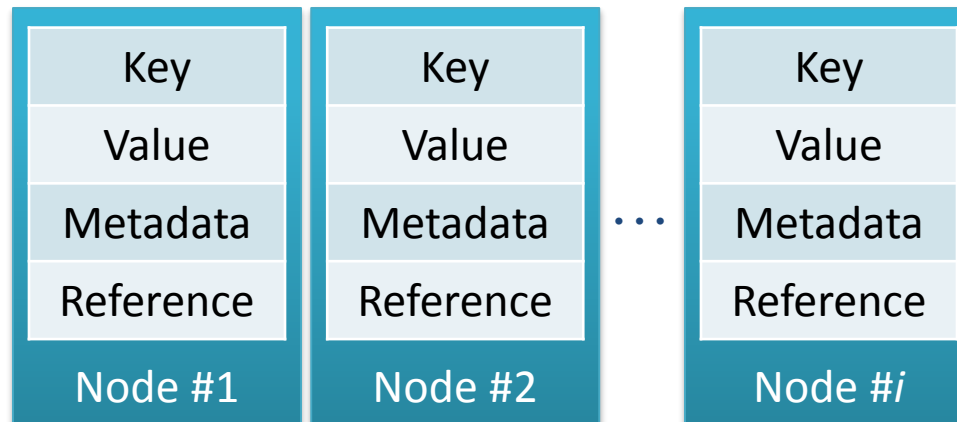 Key
Value
Metadata
Reference
Node #1
Key
Value
Metadata
Reference
Node #2
...
Key
Value
Metadata
Reference
Node #i